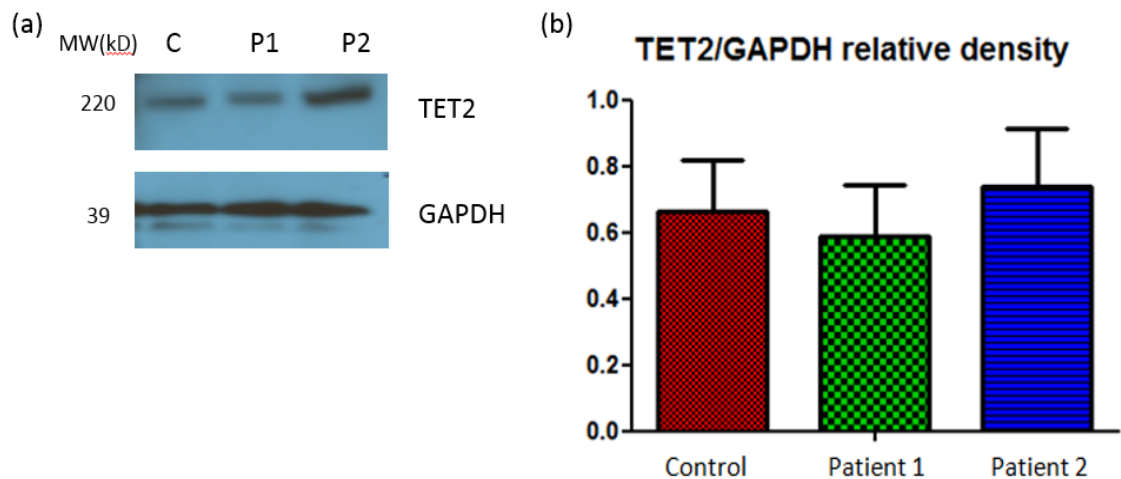 (a)
MW(kD) C P1 P2
220 TET2
39 GAPDH
(b)
TET2/GAPDH relative density
1.0
0.8
0.6
0.4
0.2
0.0
Control Patient 1 Patient 2